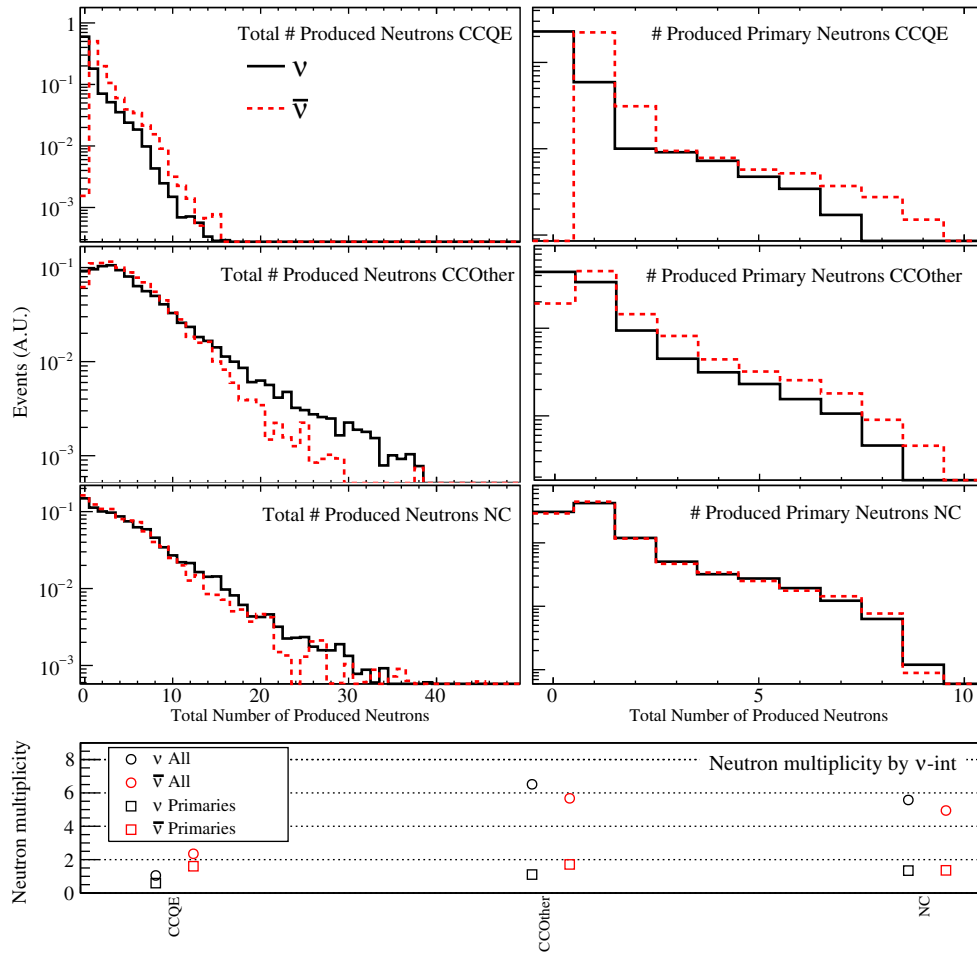 Total # Produced Neutrons CCQE
ν
ν̅
1
10⁻¹
10⁻²
10⁻³
# Produced Primary Neutrons CCQE
Total # Produced Neutrons CCOther
10⁻¹
10⁻²
10⁻³
Events (A.U.)
# Produced Primary Neutrons CCOther
Total # Produced Neutrons NC
10⁻¹
10⁻²
10⁻³
0 10 20 30 40
Total Number of Produced Neutrons
# Produced Primary Neutrons NC
0 5 10
Total Number of Produced Neutrons
Neutron multiplicity by ν-int
Neutron multiplicity
8
6
4
2
0
ν All
ν̅ All
ν Primaries
ν̅ Primaries
CCQE
CCOther
NC